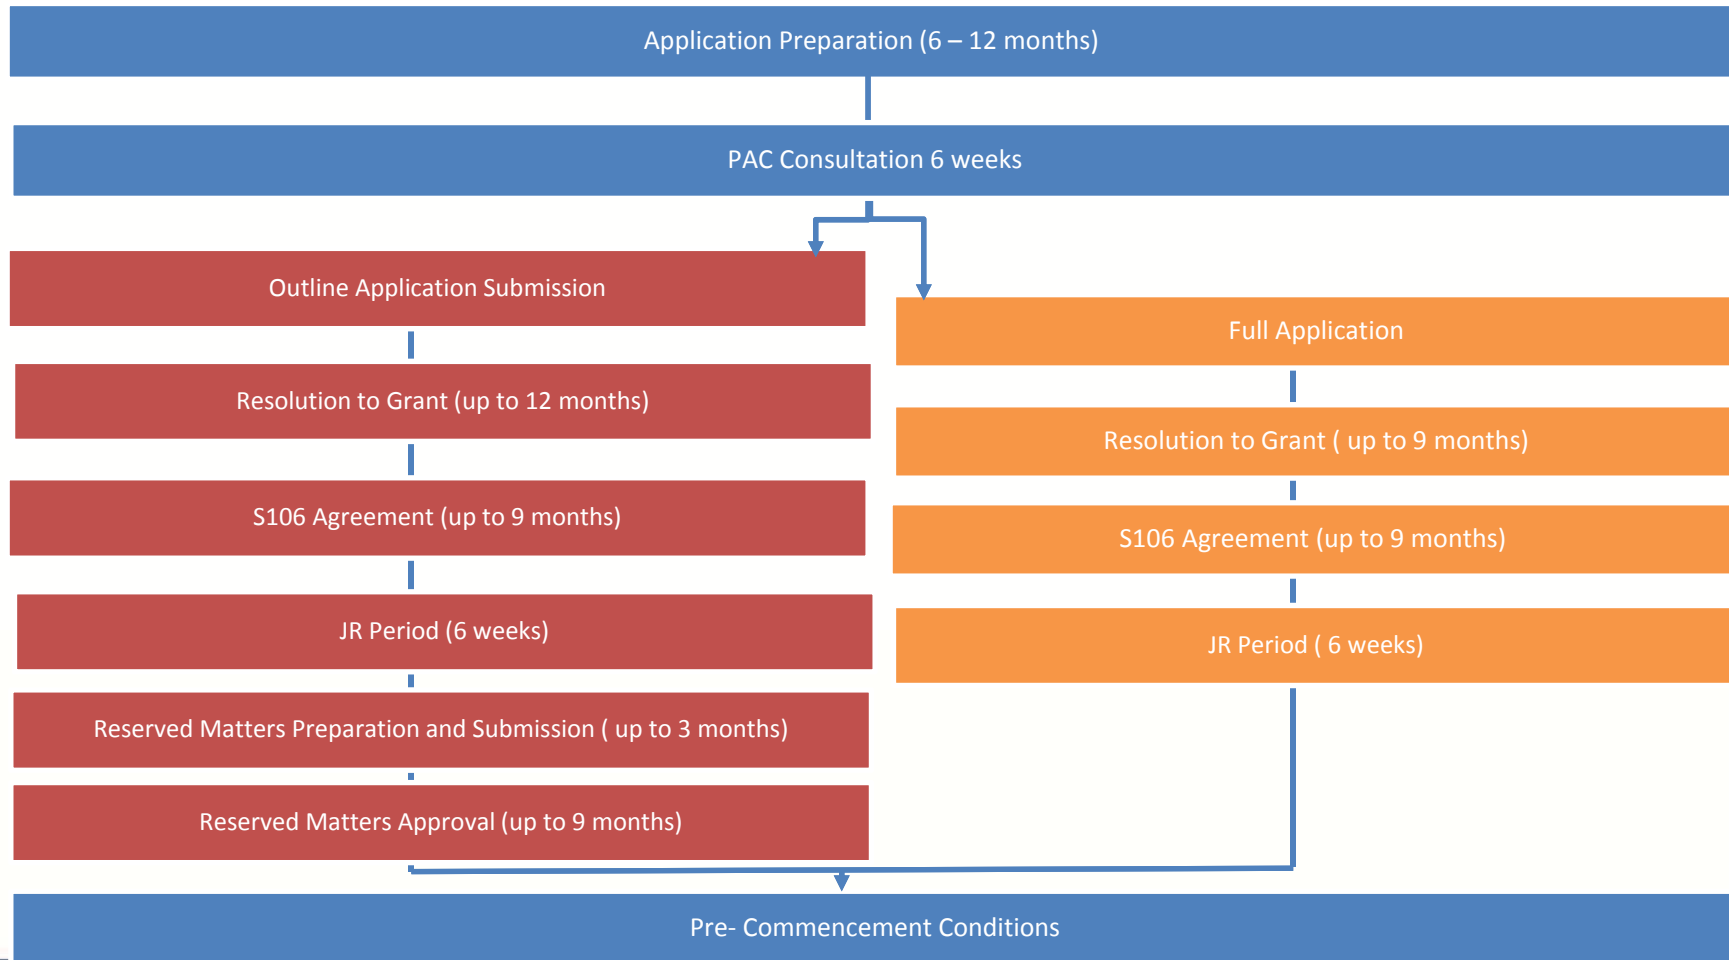 Application Preparation (6 – 12 months)
PAC Consultation 6 weeks
Outline Application Submission
Resolution to Grant (up to 12 months)
S106 Agreement (up to 9 months)
JR Period (6 weeks)
Reserved Matters Preparation and Submission ( up to 3 months)
Reserved Matters Approval (up to 9 months)
Full Application
Resolution to Grant ( up to 9 months)
S106 Agreement (up to 9 months)
JR Period ( 6 weeks)
Pre- Commencement Conditions